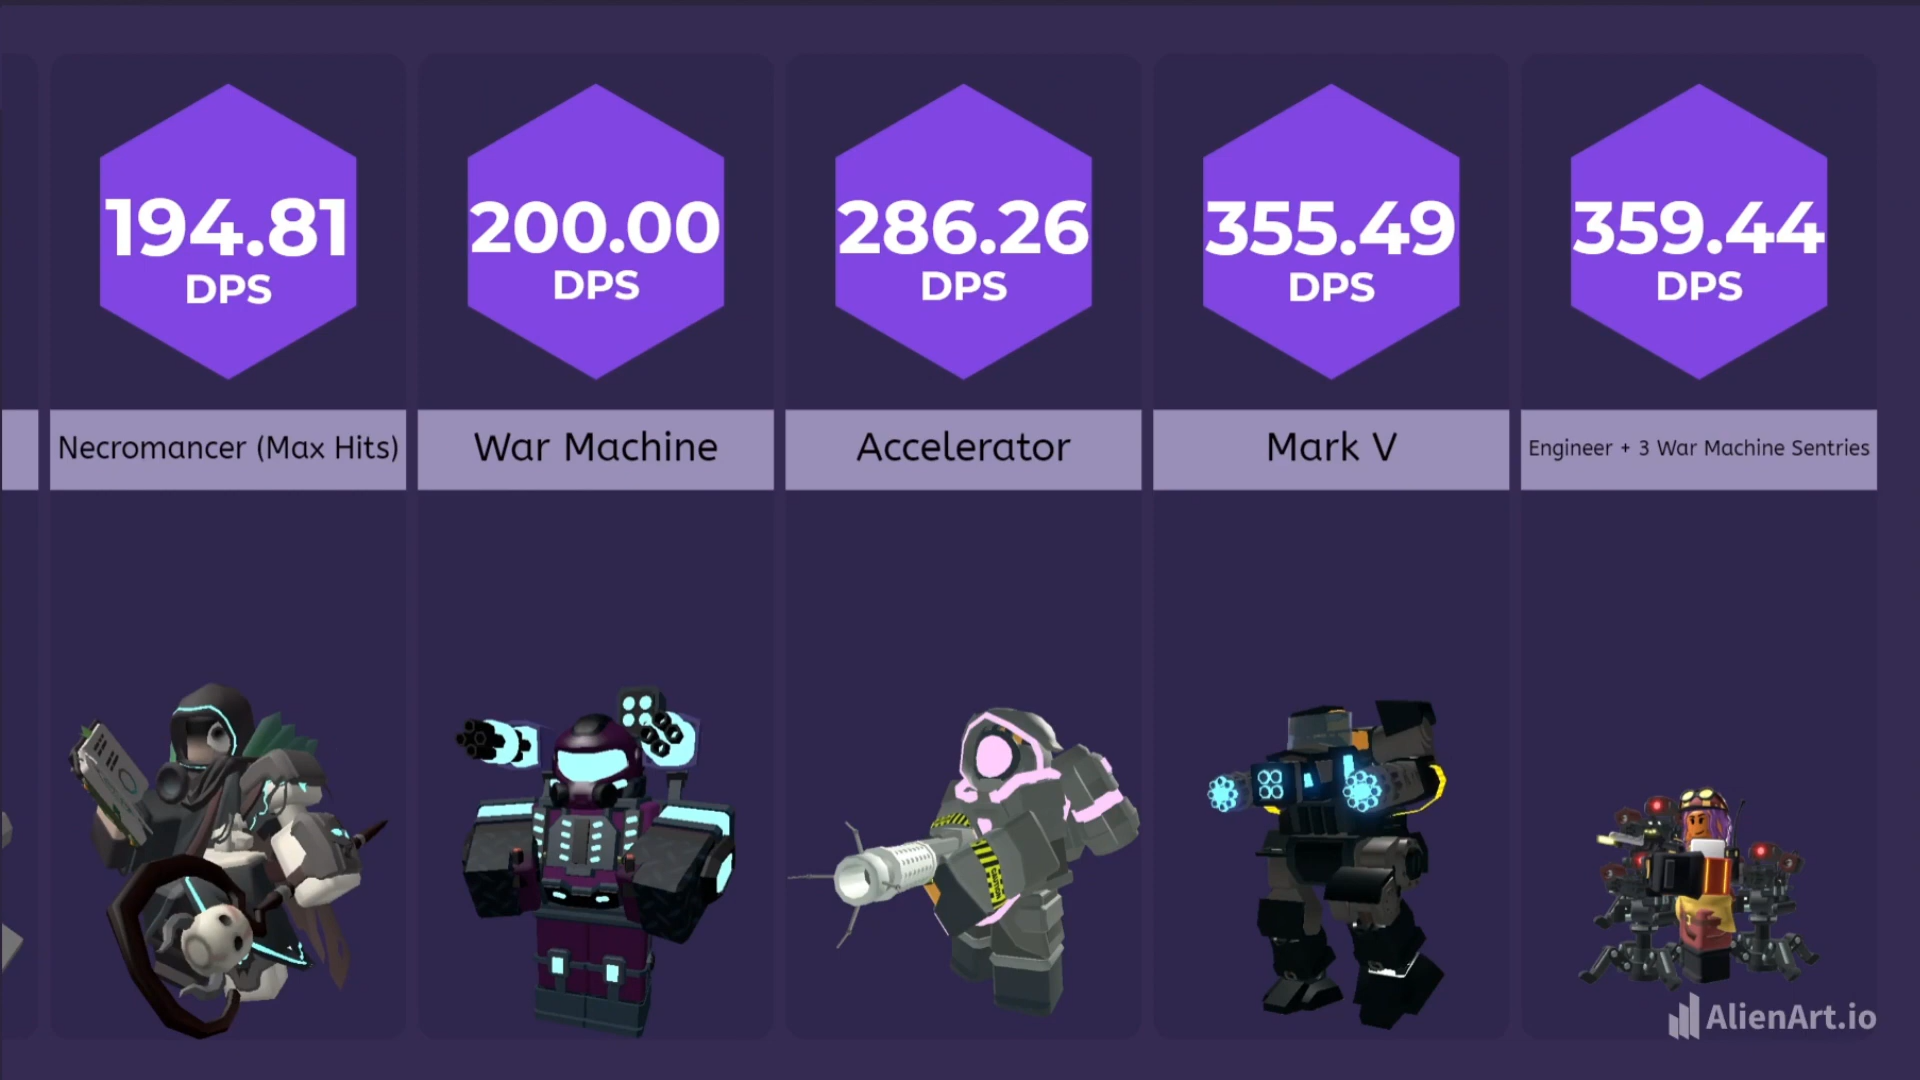 194.81
DPS
200.00
DPS
286.26
DPS
355.49
DPS
359.44
DPS
Necromancer (Max Hits)
War Machine
Accelerator
Mark V
Engineer + 3 War Machine Sentries
AlienArt.io